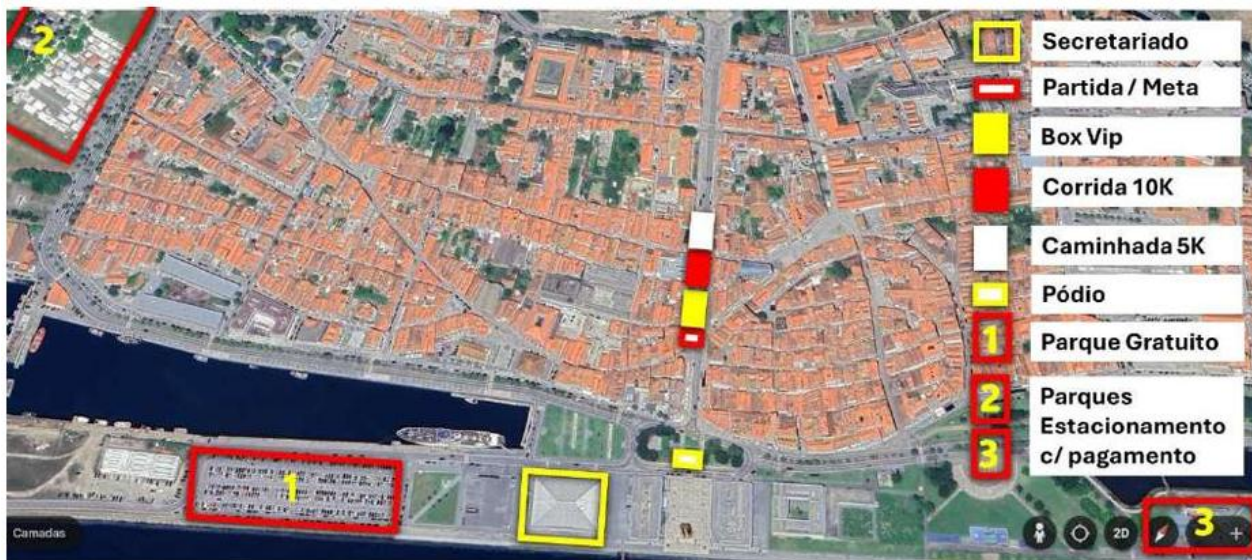 2
Secretariado
Partida / Meta
Box Vip
Corrida 10K
Caminhada 5K
Pódio
1
Parque Gratuito
2
Parques
Estacionamento
c/ pagamento
3
1
Camadas
2D
3
+